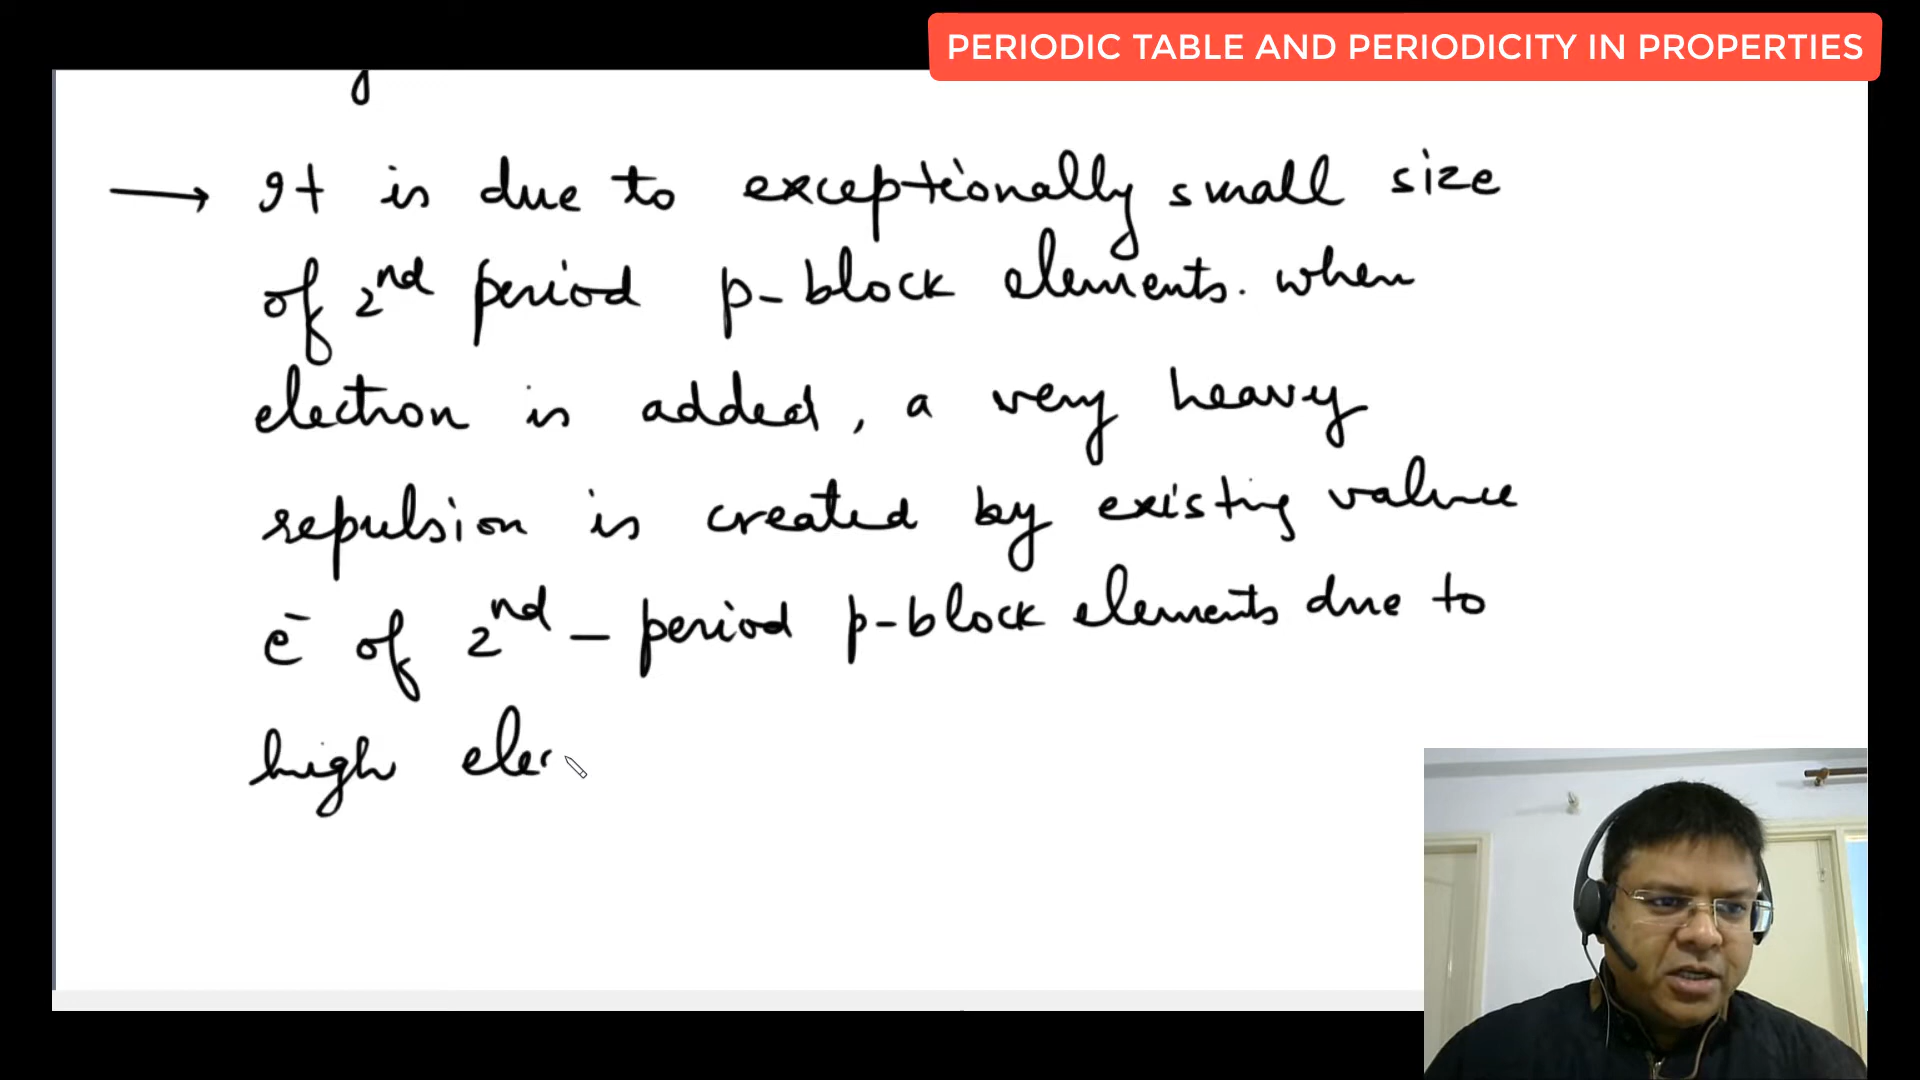 PERIODIC TABLE AND PERIODICITY IN PROPERTIES
It is due to exceptionally small size
of 2nd period p-block elements. when
electron is added, a very heavy
repulsion is created by existing valence
e⁻ of 2nd - period p-block elements due to
high elec